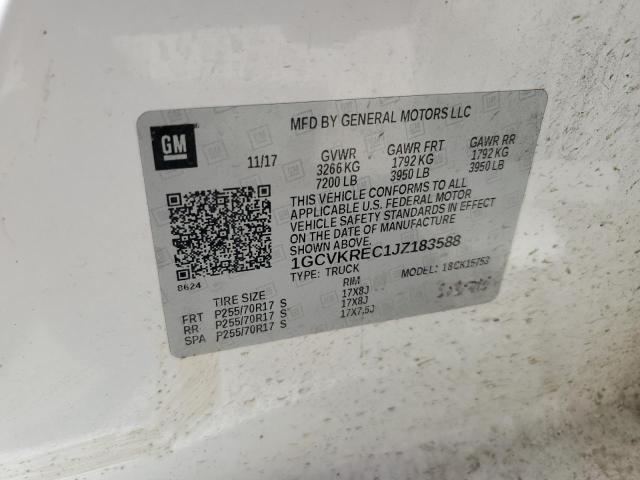 MFD BY GENERAL MOTORS LLC
GM
11/17
GVWR GAWR FRT GAWR RR
3266 KG 1792 KG 1792 KG
7200 LB 3950 LB 3950 LB
THIS VEHICLE CONFORMS TO ALL
APPLICABLE U.S. FEDERAL MOTOR
VEHICLE SAFETY STANDARDS IN EFFECT
ON THE DATE OF MANUFACTURE
SHOWN ABOVE.
1GCVKREC1JZ183588
TYPE: TRUCK MODEL: 18CK15753
8624
TIRE SIZE RIM
FRT P255/70R17 S 17X8J
RR P255/70R17 S 17X8J
SPA P255/70R17 S 17X7.5J